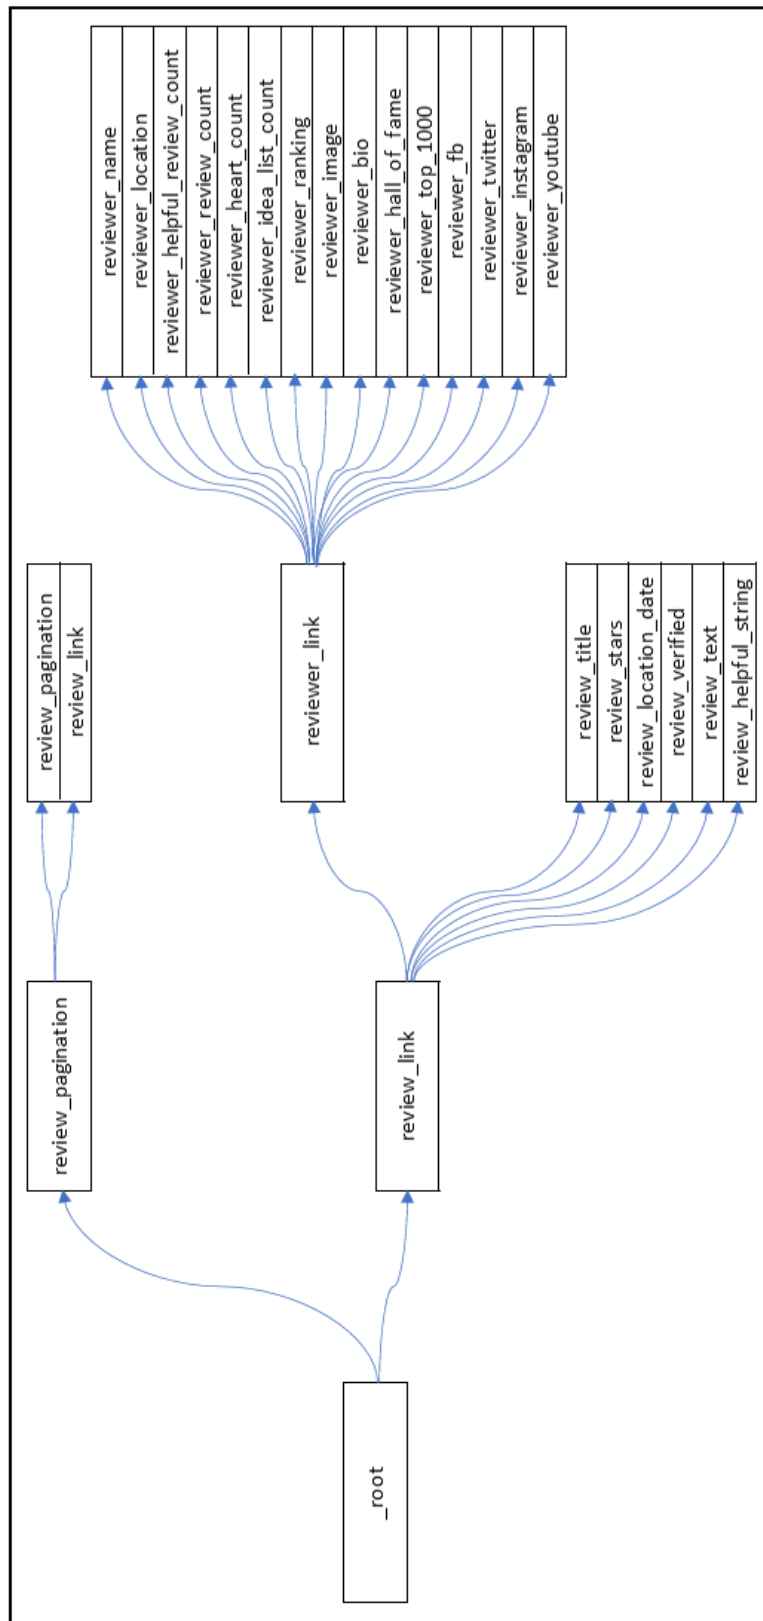 _root
review_pagination
review_link
review_pagination
review_link
reviewer_link
review_title
review_stars
review_location_date
review_verified
review_text
review_helpful_string
reviewer_name
reviewer_location
reviewer_helpful_review_count
reviewer_review_count
reviewer_heart_count
reviewer_idea_list_count
reviewer_ranking
reviewer_image
reviewer_bio
reviewer_hall_of_fame
reviewer_top_1000
reviewer_fb
reviewer_twitter
reviewer_instagram
reviewer_youtube